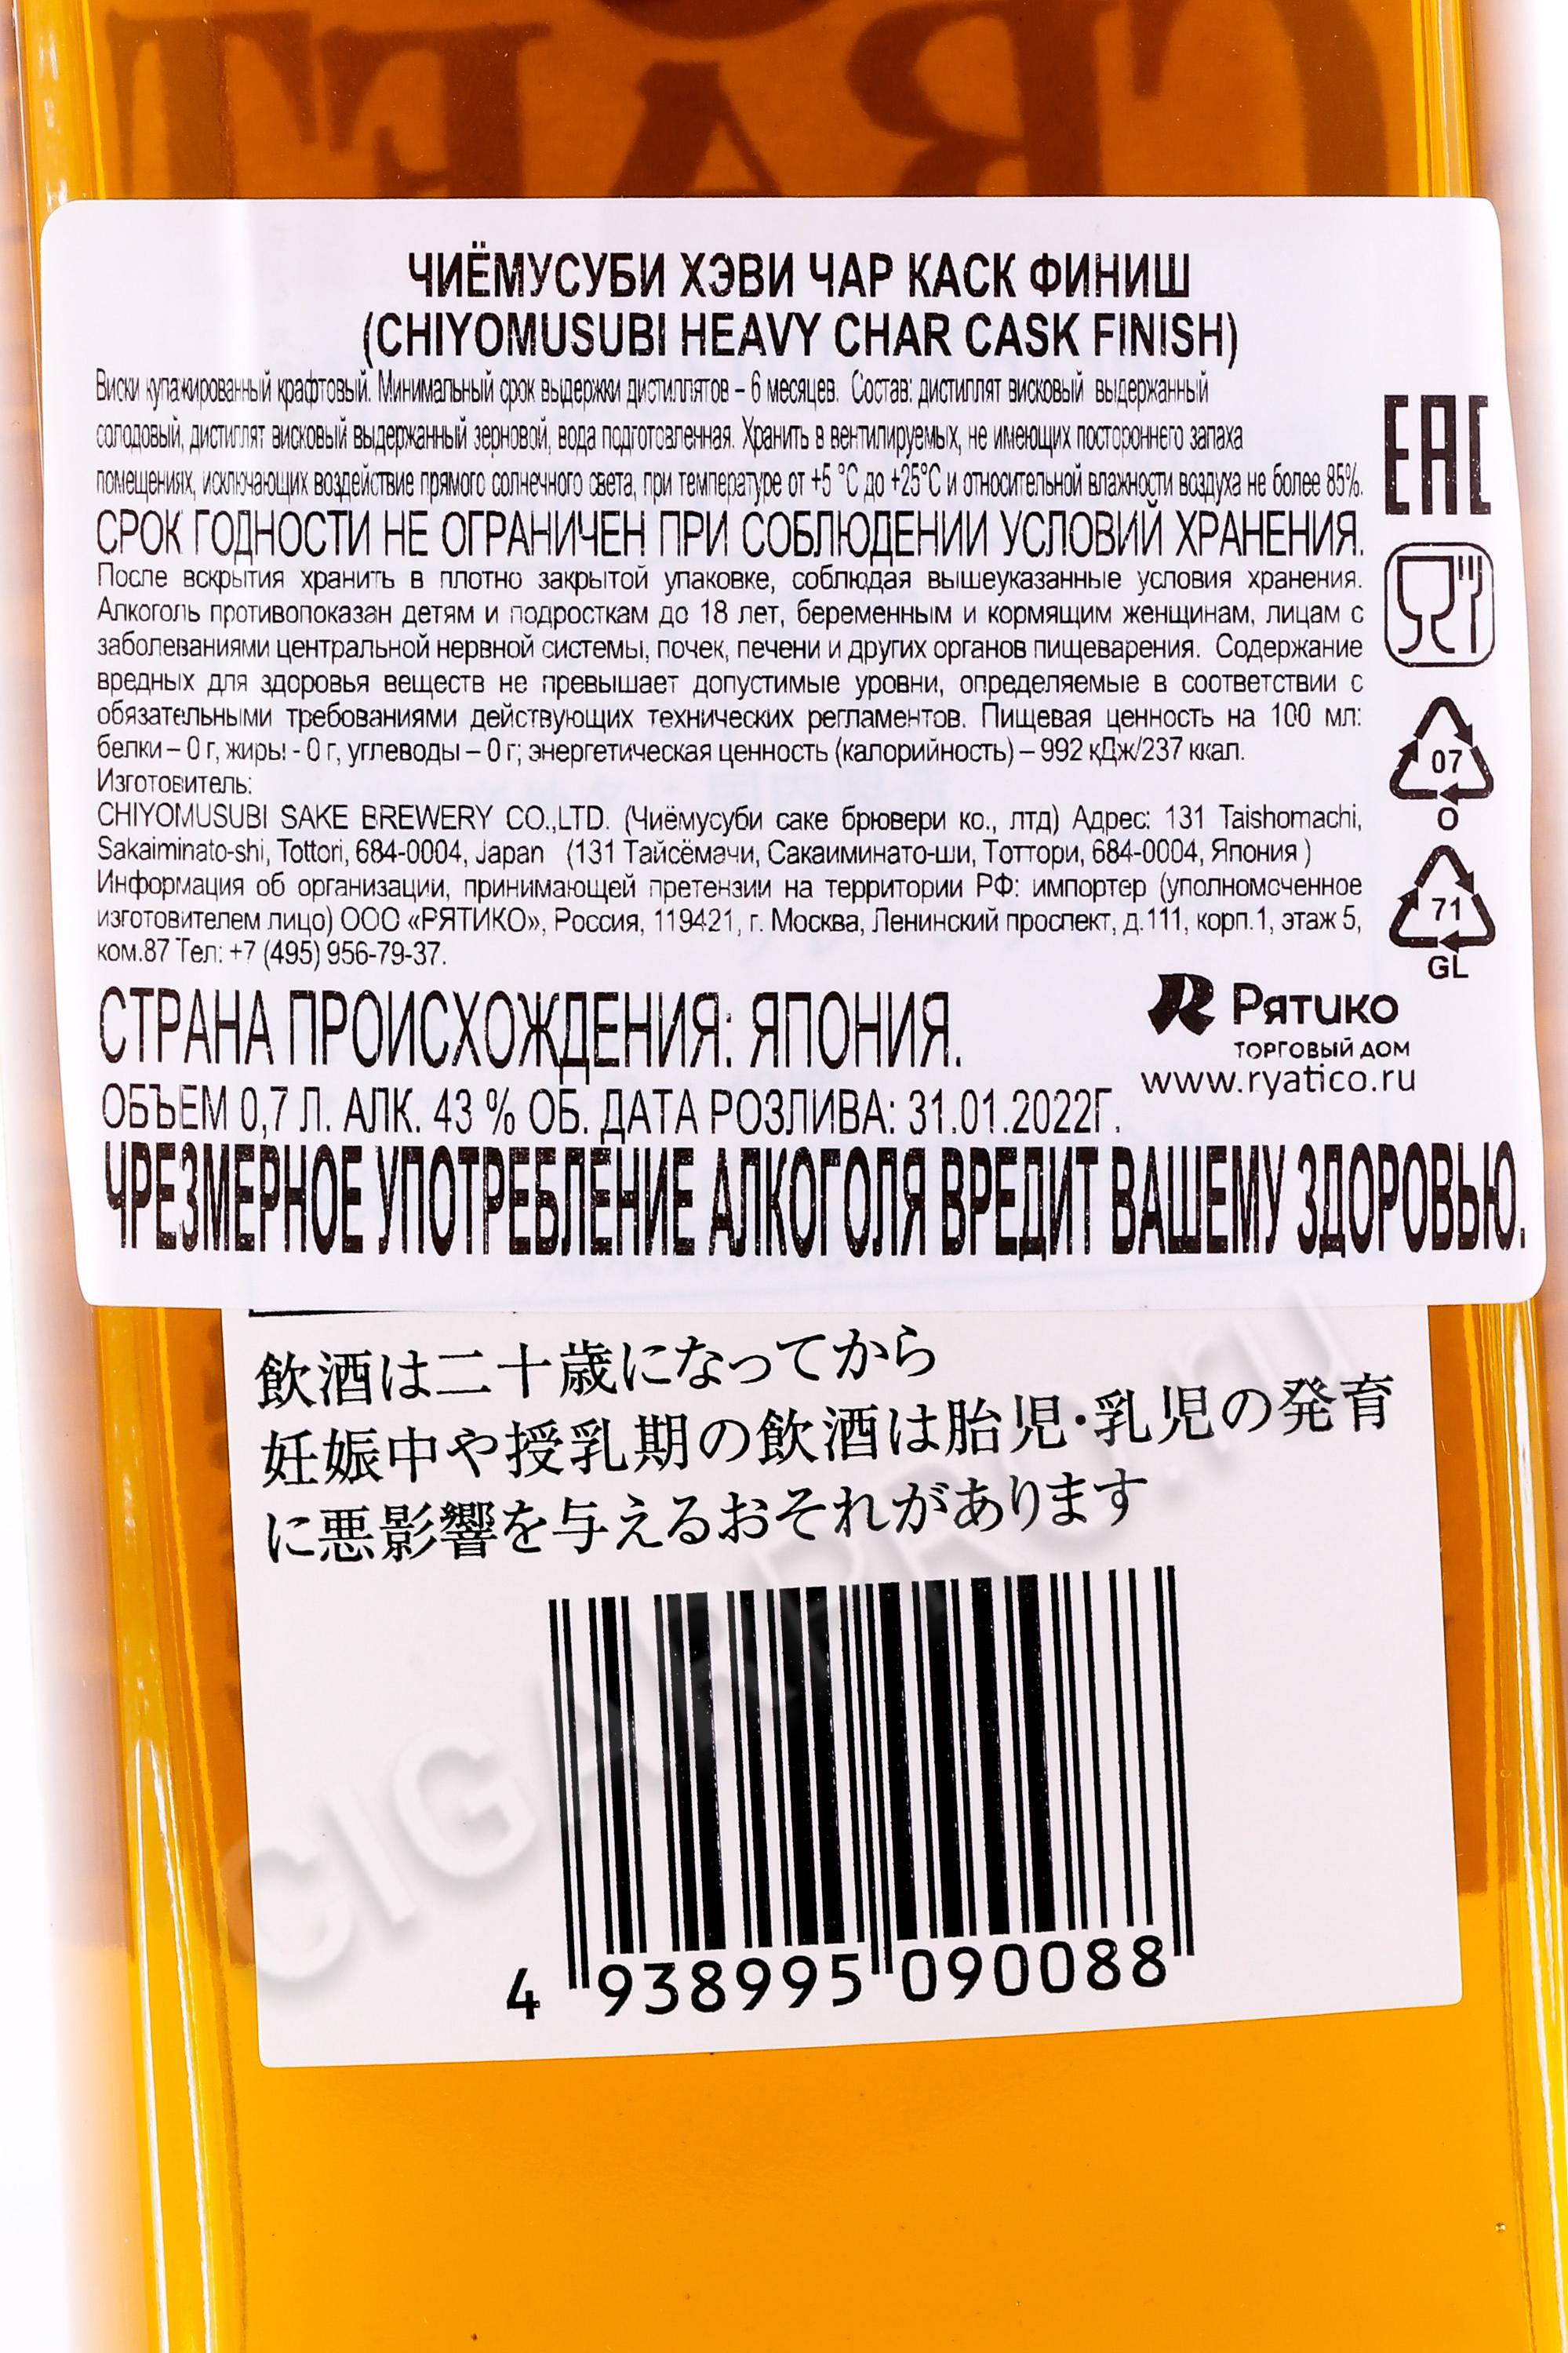 CRAFT
ЧИЁМУСУБИ ХЭВИ ЧАР КАСК ФИНИШ
(CHIYOMUSUBI HEAVY CHAR CASK FINISH)
Виски купажированный крафтовый. Минимальный срок выдержки дистиллятов – 6 месяцев. Состав: дистиллят висковый выдержанный
солодовый, дистиллят висковый выдержанный зерновой, вода подготовленная. Хранить в вентилируемых, не имеющих постороннего запаха
помещениях, исключающих воздействие прямого солнечного света, при температуре от +5 °C до +25°C и относительной влажности воздуха не более 85%.
СРОК ГОДНОСТИ НЕ ОГРАНИЧЕН ПРИ СОБЛЮДЕНИИ УСЛОВИЙ ХРАНЕНИЯ.
После вскрытия хранить в плотно закрытой упаковке, соблюдая вышеуказанные условия хранения.
Алкоголь противопоказан детям и подросткам до 18 лет, беременным и кормящим женщинам, лицам с
заболеваниями центральной нервной системы, почек, печени и других органов пищеварения. Содержание
вредных для здоровья веществ не превышает допустимые уровни, определяемые в соответствии с
обязательными требованиями действующих технических регламентов. Пищевая ценность на 100 мл:
белки – 0 г, жиры - 0 г, углеводы – 0 г; энергетическая ценность (калорийность) – 992 кДж/237 ккал.
Изготовитель:
CHIYOMUSUBI SAKE BREWERY CO.,LTD. (Чиёмусуби саке брювери ко., лтд) Адрес: 131 Taishomachi,
Sakaiminato-shi, Tottori, 684-0004, Japan (131 Тайсёмачи, Сакаиминато-ши, Тоттори, 684-0004, Япония )
Информация об организации, принимающей претензии на территории РФ: импортер (уполномоченное
изготовителем лицо) ООО «РЯТИКО», Россия, 119421, г. Москва, Ленинский проспект, д.111, корп.1, этаж 5,
ком.87 Тел: +7 (495) 956-79-37.
EAC
07
O
71
GL
СТРАНА ПРОИСХОЖДЕНИЯ: ЯПОНИЯ.
Рятико
ТОРГОВЫЙ ДОМ
www.ryatico.ru
ОБЪЕМ 0,7 Л. АЛК. 43 % ОБ. ДАТА РОЗЛИВА: 31.01.2022Г.
ЧРЕЗМЕРНОЕ УПОТРЕБЛЕНИЕ АЛКОГОЛЯ ВРЕДИТ ВАШЕМУ ЗДОРОВЬЮ.
飲酒は二十歳になってから
妊娠中や授乳期の飲酒は胎児・乳児の発育
に悪影響を与えるおそれがあります
4 938995 090088
CIGARPRO.ru